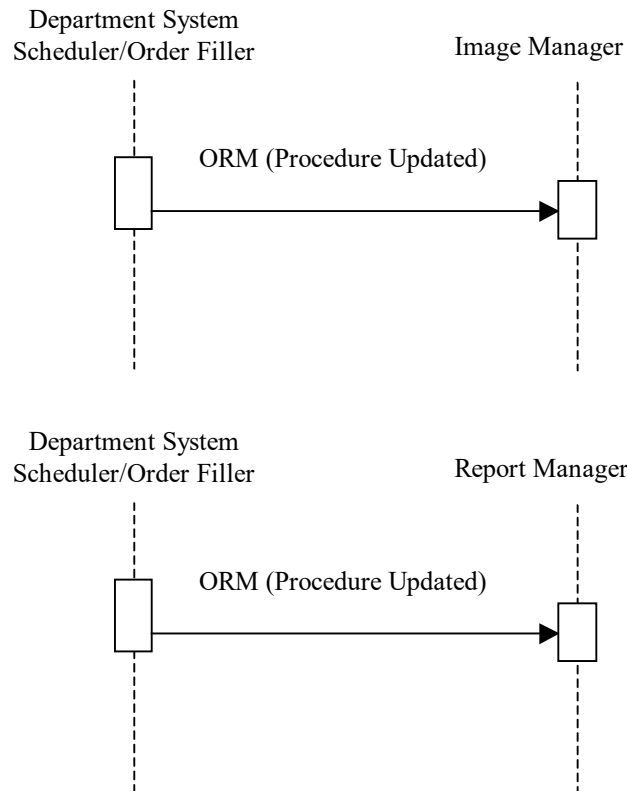 Department System
Scheduler/Order Filler
Image Manager
ORM (Procedure Updated)
Department System
Scheduler/Order Filler
Report Manager
ORM (Procedure Updated)